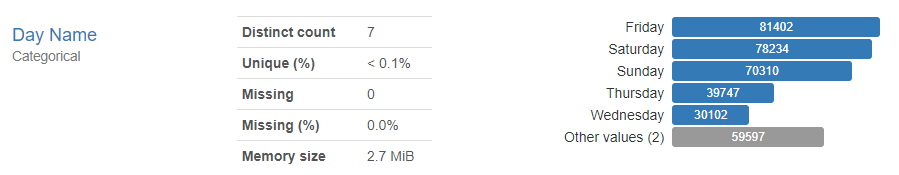 Day Name
Categorical
Distinct count 7
Unique (%) < 0.1%
Missing 0
Missing (%) 0.0%
Memory size 2.7 MiB
Friday 81402
Saturday 78234
Sunday 70310
Thursday 39747
Wednesday 30102
Other values (2) 59597